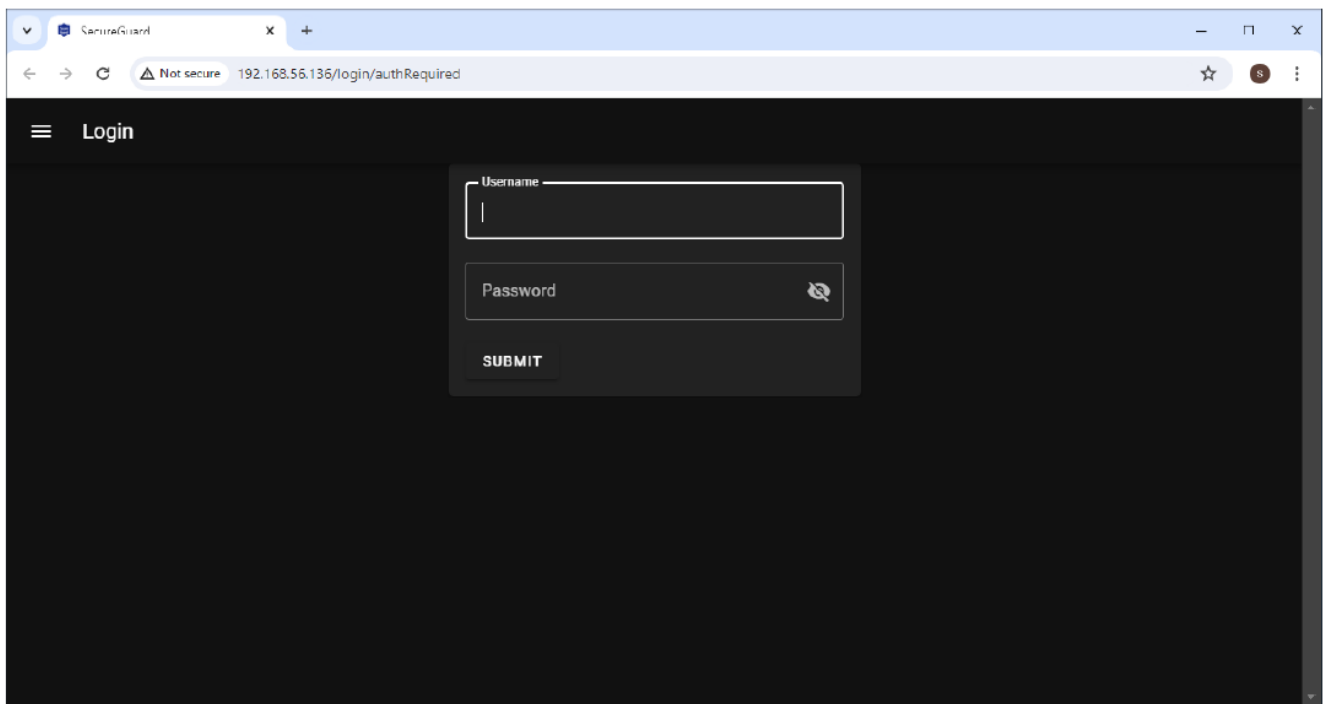 SecureGuard
Not secure 192.168.56.136/login/authRequired
S
Login
Username
Password
SUBMIT